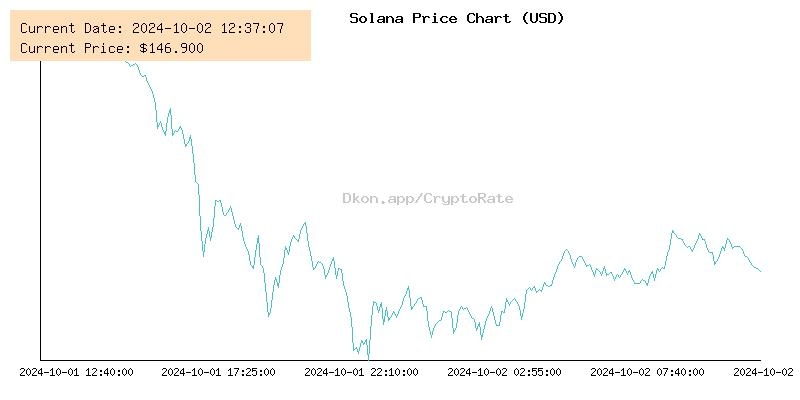 Solana Price Chart (USD)
Current Date: 2024-10-02 12:37:07
Current Price: $146.900
Dkon.app/CryptoRate
2024-10-01 12:40:00 2024-10-01 17:25:00 2024-10-01 22:10:00 2024-10-02 02:55:00 2024-10-02 07:40:00 2024-10-02